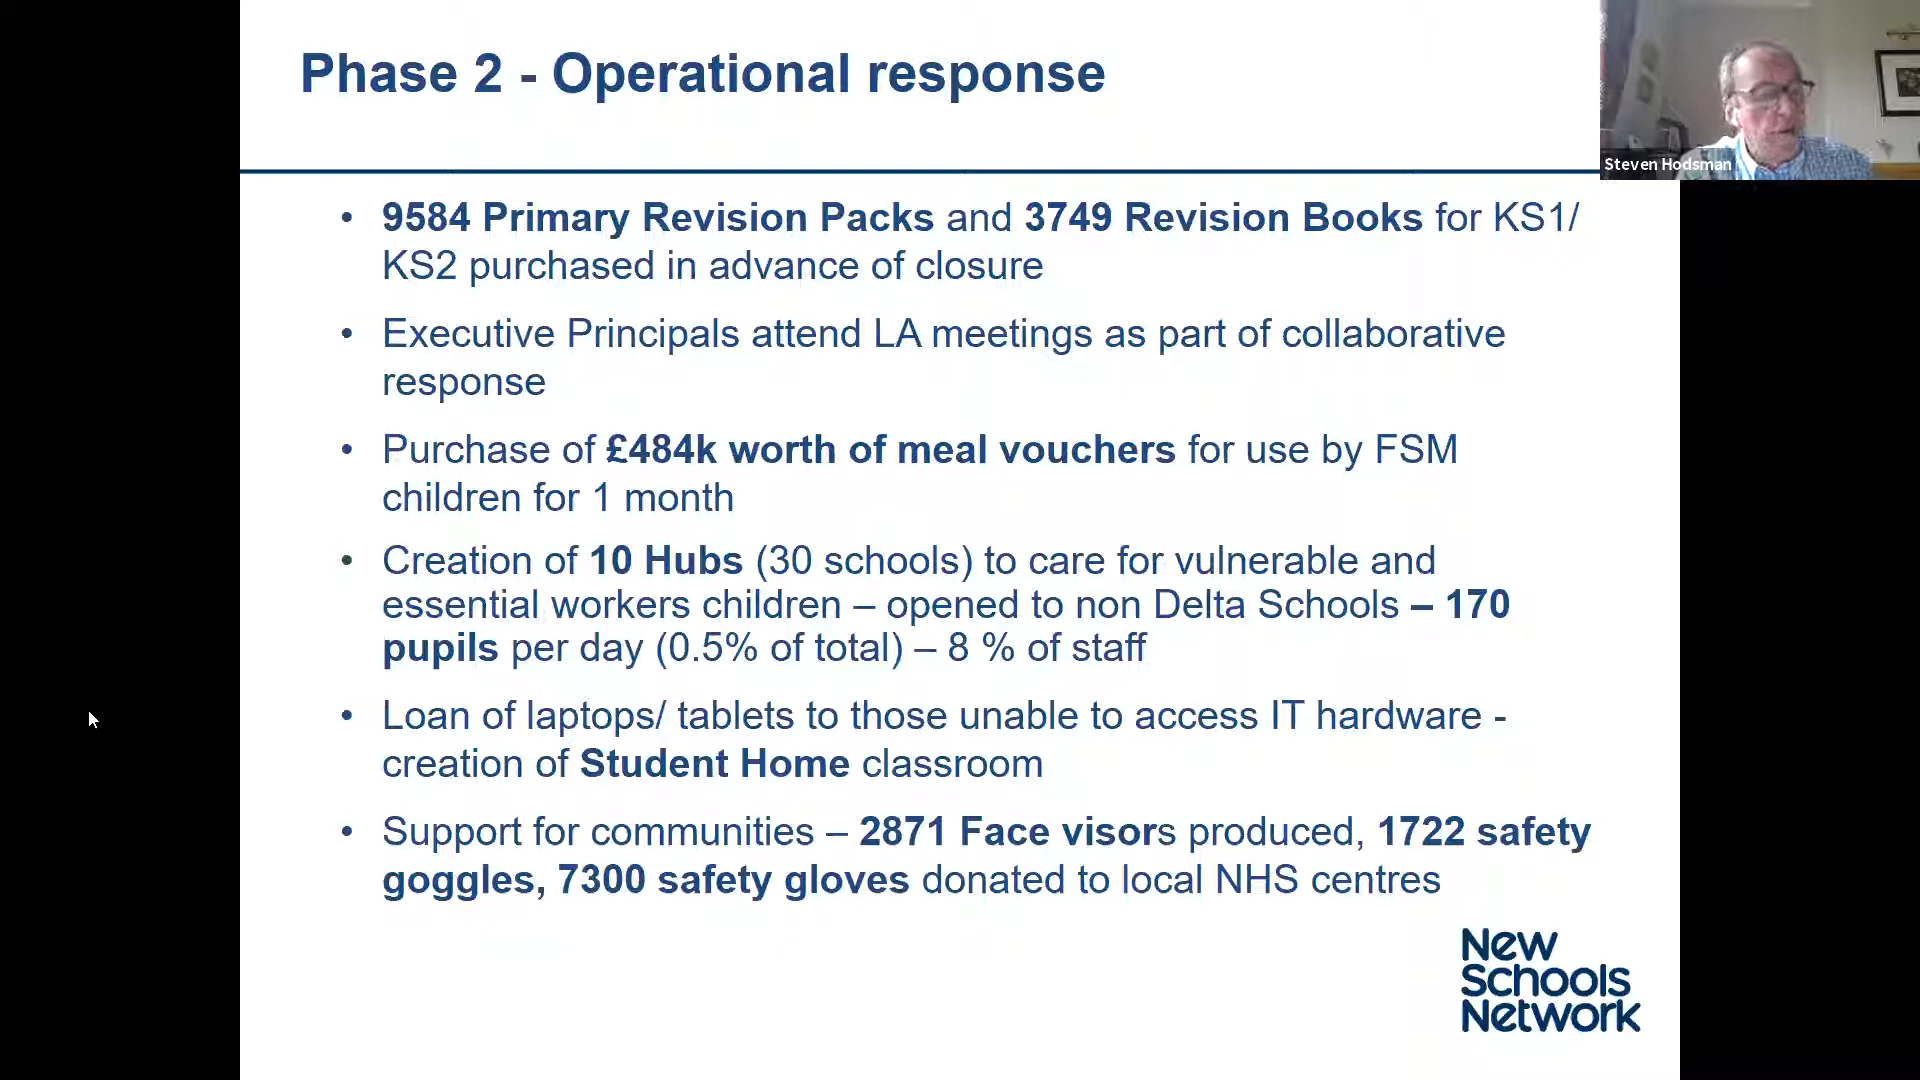 Phase 2 - Operational response
Steven Hodsman
• 9584 Primary Revision Packs and 3749 Revision Books for KS1/
KS2 purchased in advance of closure
• Executive Principals attend LA meetings as part of collaborative
response
• Purchase of £484k worth of meal vouchers for use by FSM
children for 1 month
• Creation of 10 Hubs (30 schools) to care for vulnerable and
essential workers children – opened to non Delta Schools – 170
pupils per day (0.5% of total) – 8 % of staff
• Loan of laptops/ tablets to those unable to access IT hardware -
creation of Student Home classroom
• Support for communities – 2871 Face visors produced, 1722 safety
goggles, 7300 safety gloves donated to local NHS centres
New
Schools
Network